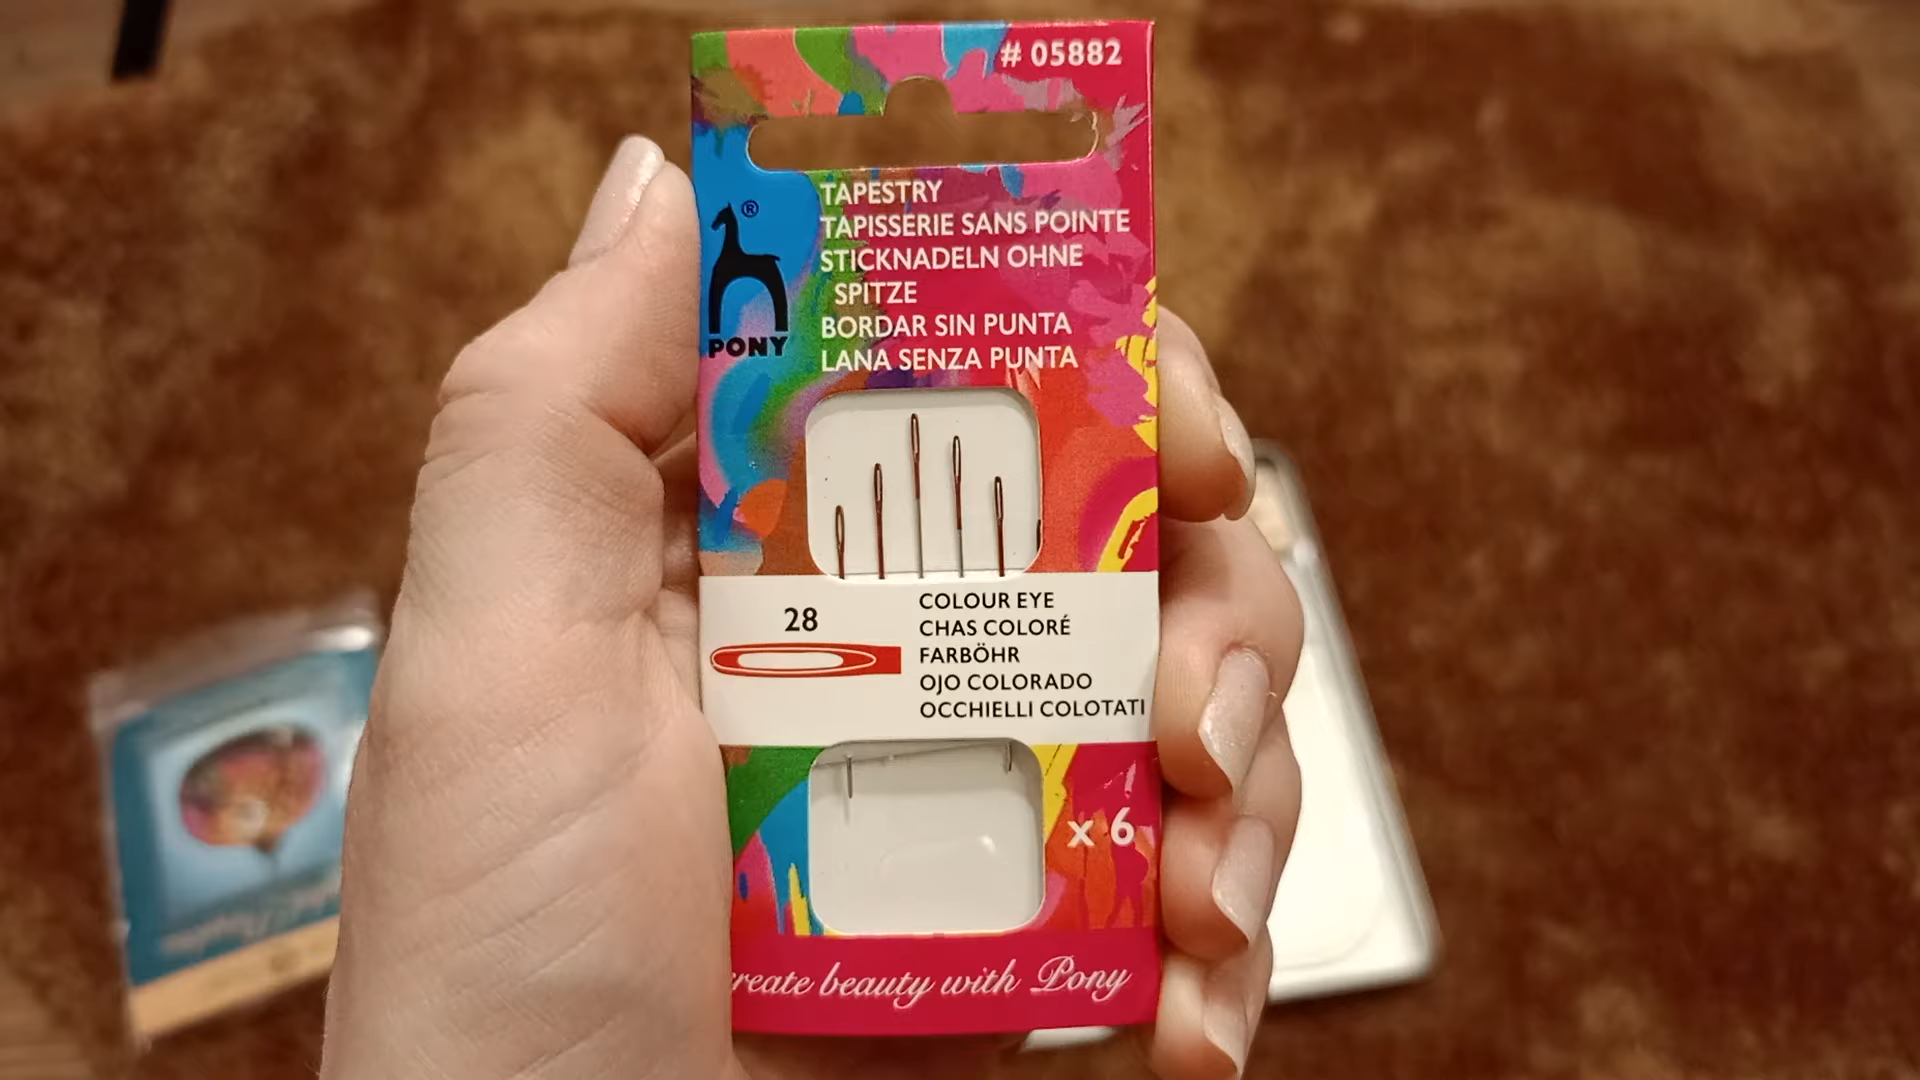 # 05882
TAPESTRY
TAPISSERIE SANS POINTE
STICKNADELN OHNE
SPITZE
BORDAR SIN PUNTA
LANA SENZA PUNTA
®
PONY
28
COLOUR EYE
CHAS COLORÉ
FARBÖHR
OJO COLORADO
OCCHIELLI COLOTATI
x 6
reate beauty with Pony